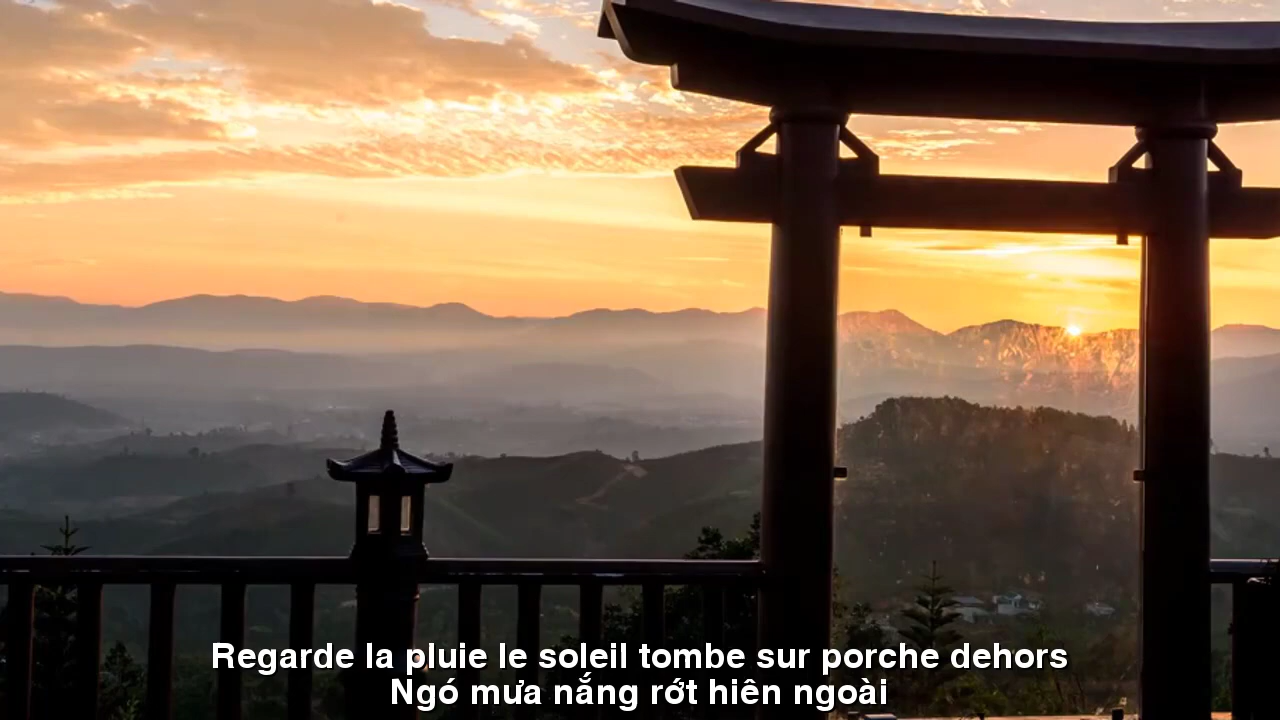 Regarde la pluie le soleil tombe sur porche dehors
Ngó mưa nắng rớt hiên ngoài